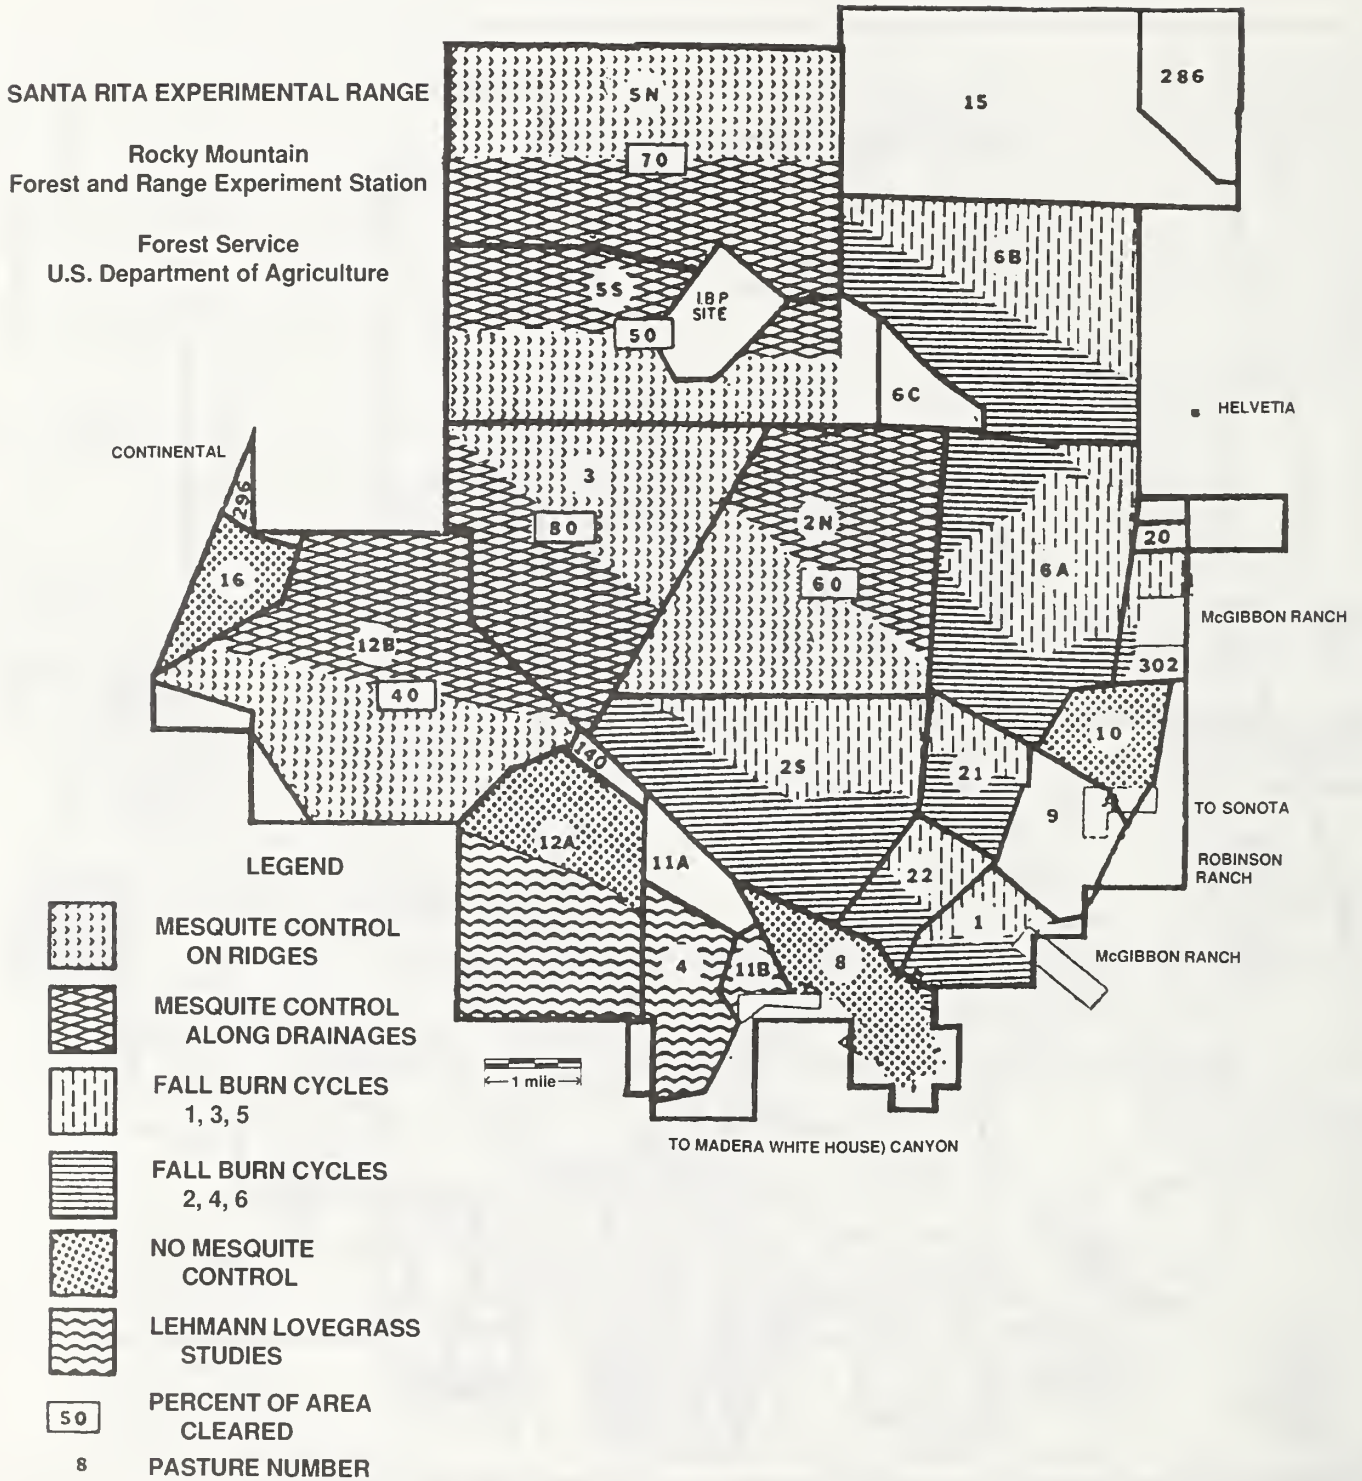 SANTA RITA EXPERIMENTAL RANGE
Rocky Mountain
Forest and Range Experiment Station
Forest Service
U.S. Department of Agriculture
5N
15
286
70
6B
5S
I.B.P
SITE
50
6C
HELVETIA
CONTINENTAL
296
3
80
2N
20
16
6A
60
McGIBBON RANCH
12B
302
40
10
140
2S
21
9
TO SONOTA
12A
11A
22
ROBINSON
RANCH
1
4
11B
8
McGIBBON RANCH
1 mile
TO MADERA WHITE HOUSE) CANYON
LEGEND
MESQUITE CONTROL
ON RIDGES
MESQUITE CONTROL
ALONG DRAINAGES
FALL BURN CYCLES
1, 3, 5
FALL BURN CYCLES
2, 4, 6
NO MESQUITE
CONTROL
LEHMANN LOVEGRASS
STUDIES
50
PERCENT OF AREA
CLEARED
8 PASTURE NUMBER